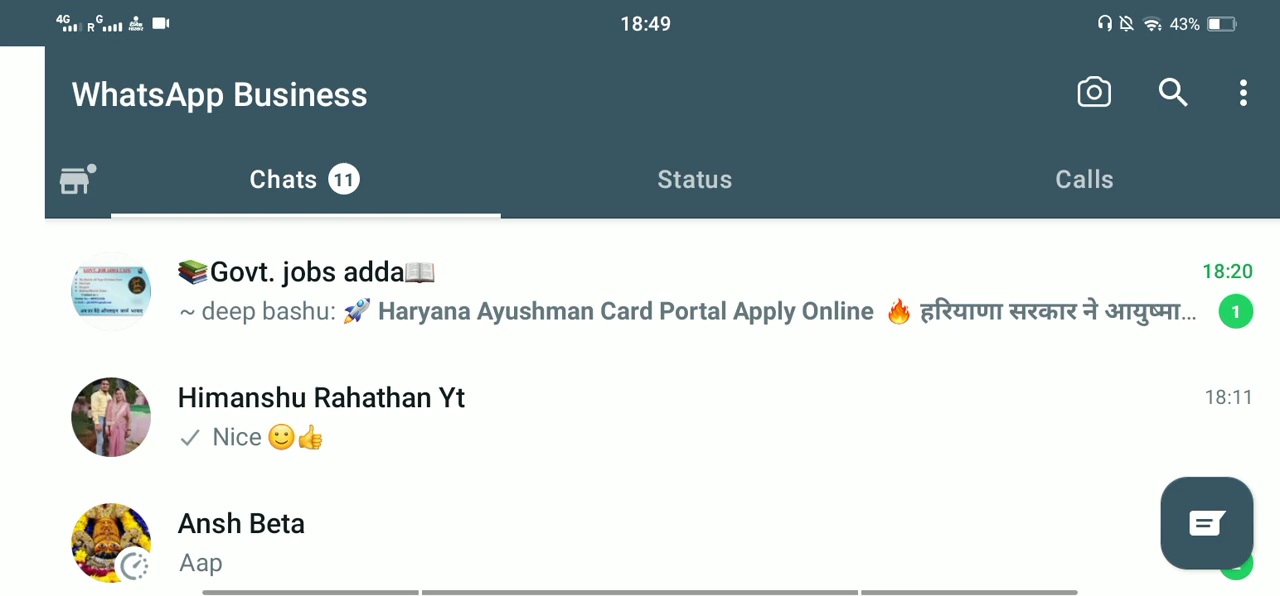 4G R G 18:49 43%
WhatsApp Business
Chats 11 Status Calls
📚Govt. jobs adda📖 18:20
~ deep bashu: 🚀 Haryana Ayushman Card Portal Apply Online 🔥 हरियाणा सरकार ने आयुष्मा... 1
Himanshu Rahathan Yt 18:11
✓ Nice 🙂👍
Ansh Beta
Aap